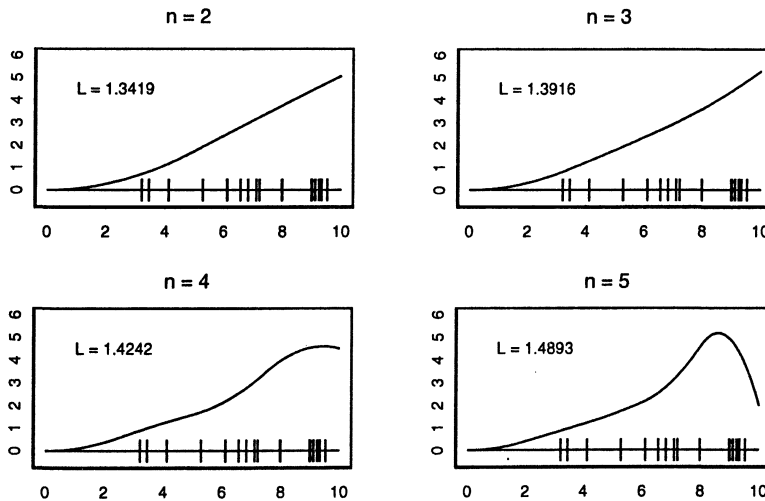 n = 2
n = 3
0 1 2 3 4 5 6
L = 1.3419
0 2 4 6 8 10
0 1 2 3 4 5 6
L = 1.3916
0 2 4 6 8 10
n = 4
n = 5
0 1 2 3 4 5 6
L = 1.4242
0 2 4 6 8 10
0 1 2 3 4 5 6
L = 1.4893
0 2 4 6 8 10